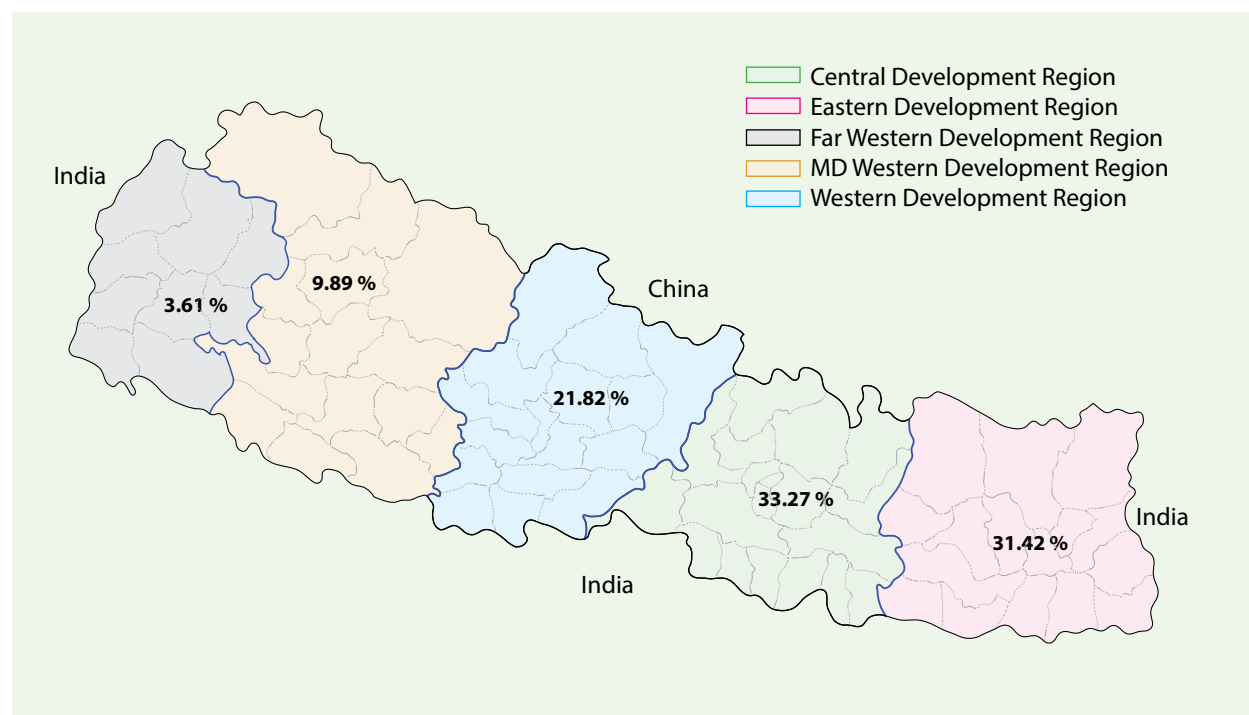 Central Development Region
Eastern Development Region
Far Western Development Region
MD Western Development Region
Western Development Region
India
9.89 %
China
3.61 %
21.82 %
33.27 %
India
31.42 %
India